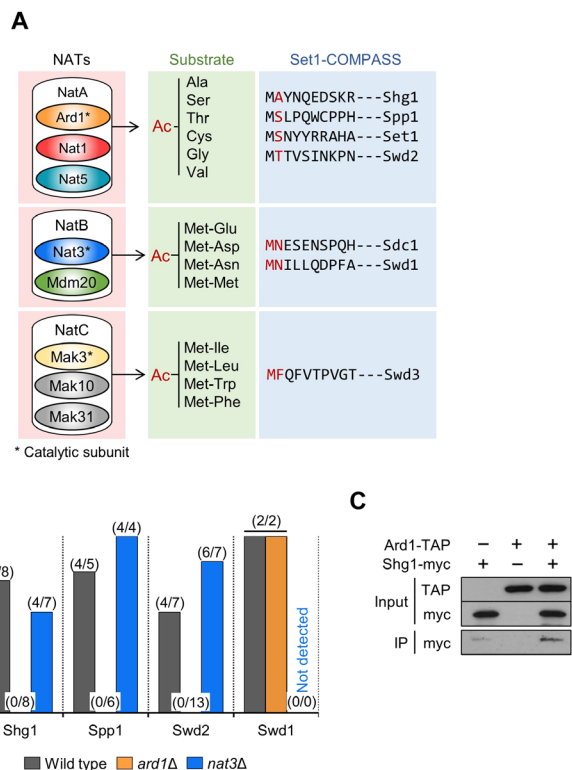 A
NATs
Substrate
Set1-COMPASS
NatA
Ard1*
Nat1
Nat5
Ac
Ala
Ser
Thr
Cys
Gly
Val
MAYNQEDSKR---Shg1
MSLPQWCPPH---Spp1
MSNYYRRAHA---Set1
MTTVSINKPN---Swd2
NatB
Nat3*
Mdm20
Ac
Met-Glu
Met-Asp
Met-Asn
Met-Met
MNESENSPQH---Sdc1
MNILLQDPFA---Swd1
NatC
Mak3*
Mak10
Mak31
Ac
Met-Ile
Met-Leu
Met-Trp
Met-Phe
MFQFVTPVGT---Swd3
* Catalytic subunit
/8)
(0/8)
(4/7)
(4/5)
(0/6)
(4/4)
(4/7)
(0/13)
(6/7)
(2/2)
Not detected
(0/0)
Shg1 Spp1 Swd2 Swd1
Wild type ard1Δ nat3Δ
C
Ard1-TAP − + +
Shg1-myc + − +
Input TAP
myc
IP myc